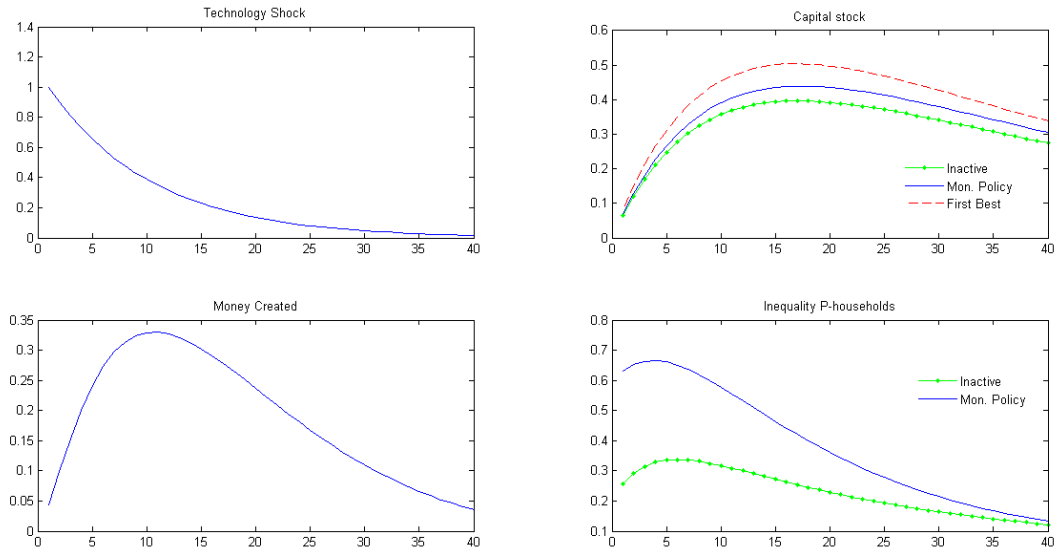 Technology Shock
1.4
1.2
1
0.8
0.6
0.4
0.2
0
0 5 10 15 20 25 30 35 40
Capital stock
0.6
0.5
0.4
0.3
0.2
0.1
0
0 5 10 15 20 25 30 35 40
Inactive
Mon. Policy
First Best
Money Created
0.35
0.3
0.25
0.2
0.15
0.1
0.05
0
0 5 10 15 20 25 30 35 40
Inequality P-households
0.8
0.7
0.6
0.5
0.4
0.3
0.2
0.1
0 5 10 15 20 25 30 35 40
Inactive
Mon. Policy